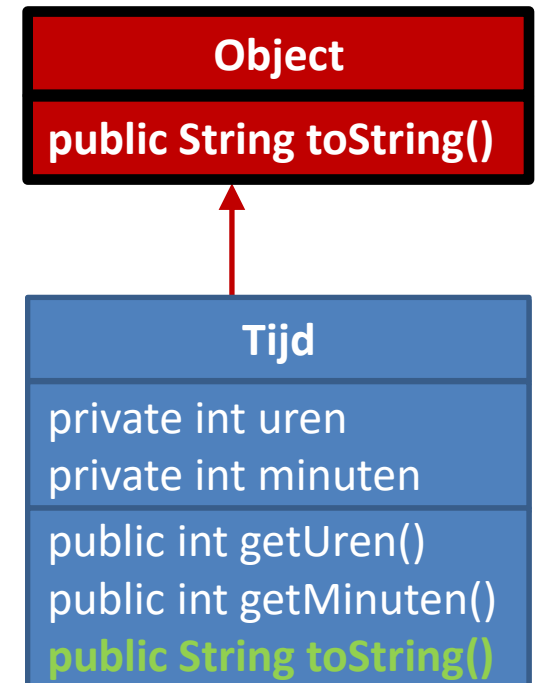 Object
public String toString()
Tijd
private int uren
private int minuten
public int getUren()
public int getMinuten()
public String toString()